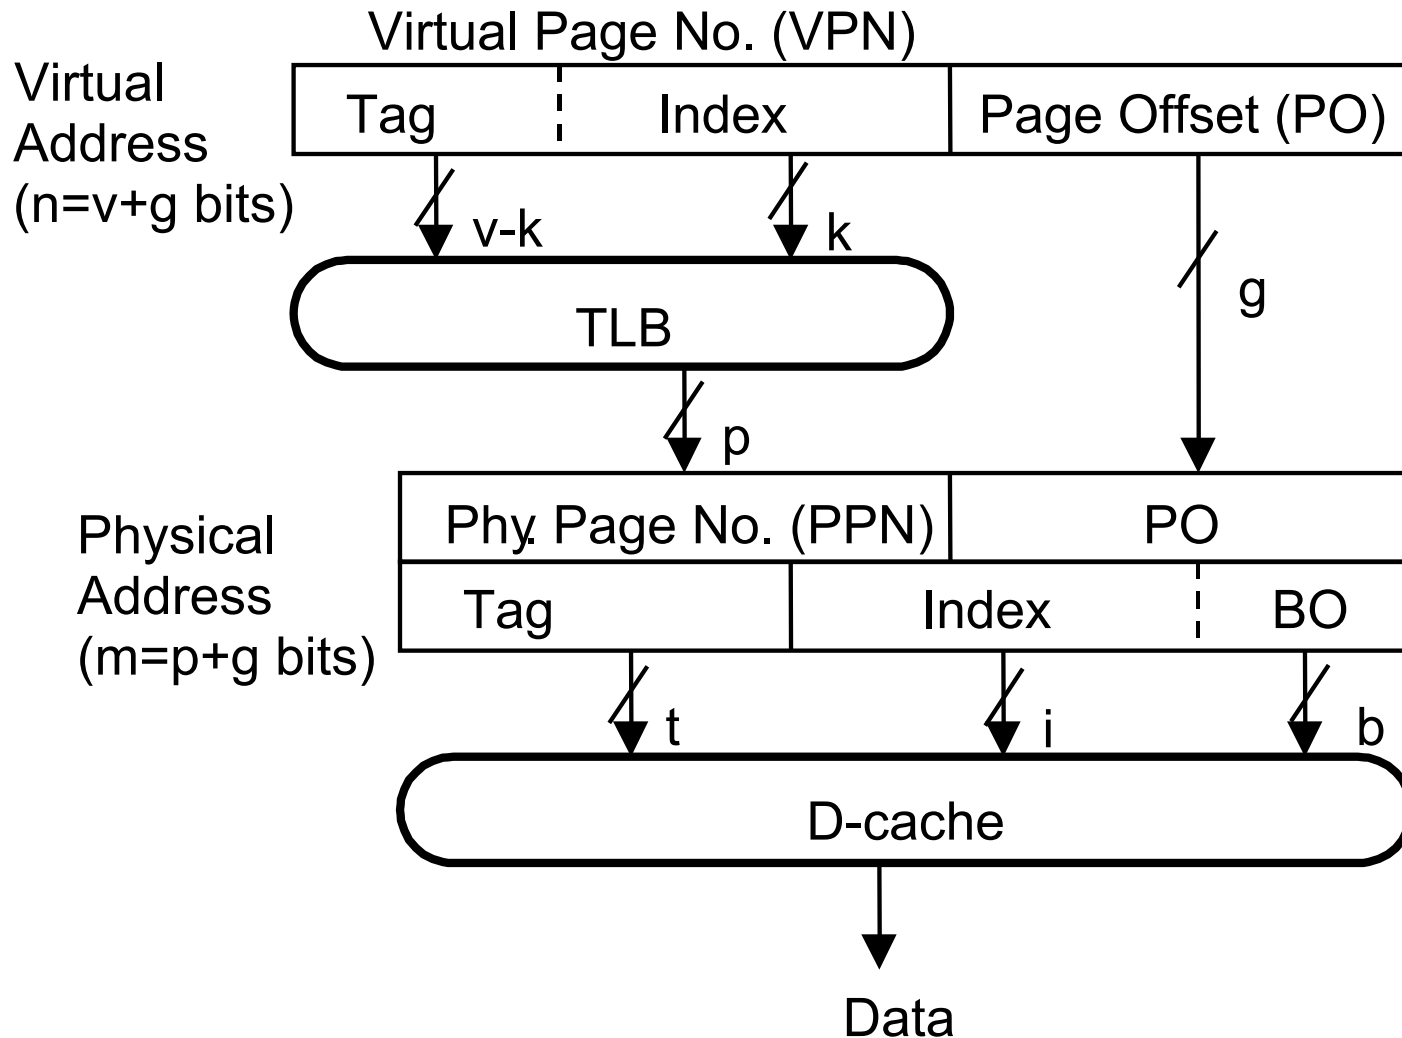 Virtual Page No. (VPN)
Virtual
Address
(n=v+g bits)
Tag
Index
Page Offset (PO)
v-k
k
g
TLB
p
Physical
Address
(m=p+g bits)
Phy. Page No. (PPN)
PO
Tag
Index
BO
t
i
b
D-cache
Data